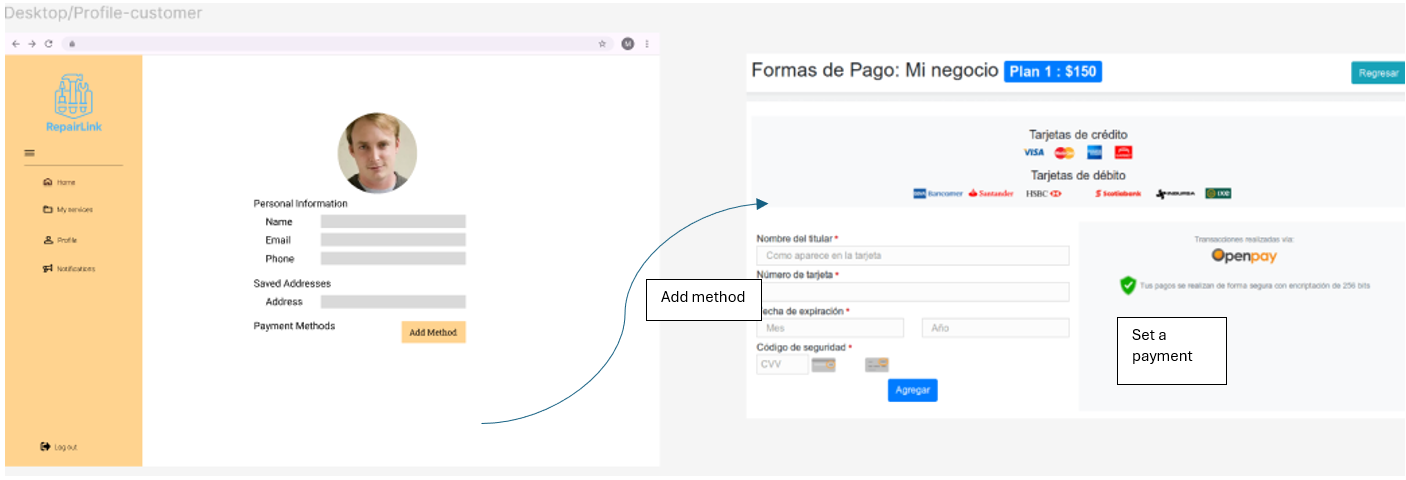 Desktop/Profile-customer
M
RepairLink
Home
My services
Profile
Notifications
Log out
Personal Information
Name
Email
Phone
Saved Addresses
Address
Payment Methods
Add Method
Add method
Formas de Pago: Mi negocio Plan 1 : $150
Regresar
Tarjetas de crédito
VISA
Tarjetas de débito
Bancomer Santander HSBC Scotiabank INBURSA IXE
Nombre del titular *
Como aparece en la tarjeta
Número de tarjeta *
Fecha de expiración *
Mes Año
Código de seguridad *
CVV
Agregar
Transacciones realizadas vía:
Openpay
Tus pagos se realizan de forma segura con encriptación de 256 bits
Set a
payment